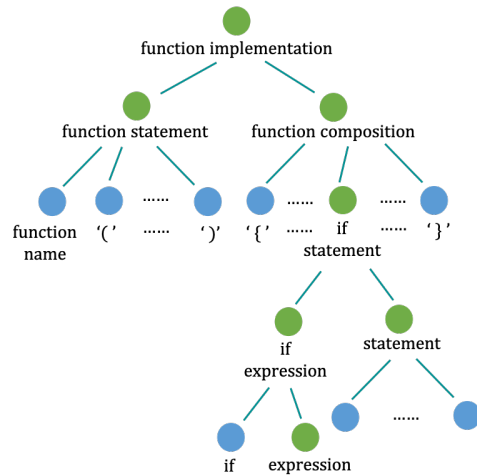 function implementation
function statement
function composition
...... ...... ......
function name
‘(’ ...... ‘)’
‘{’ ...... if statement ...... ‘}’
if expression
statement
......
if
expression